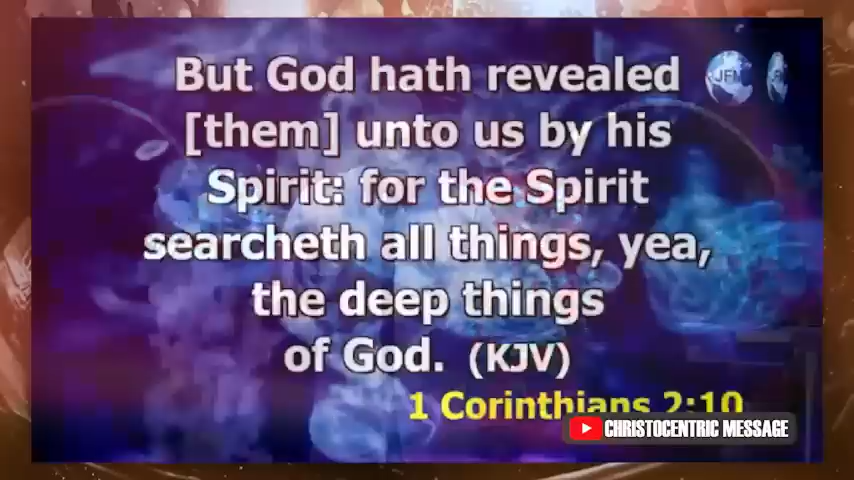 But God hath revealed
[them] unto us by his
Spirit: for the Spirit
searcheth all things, yea,
the deep things
of God. (KJV)
1 Corinthians 2:10
CHRISTOCENTRIC MESSAGE
JFM